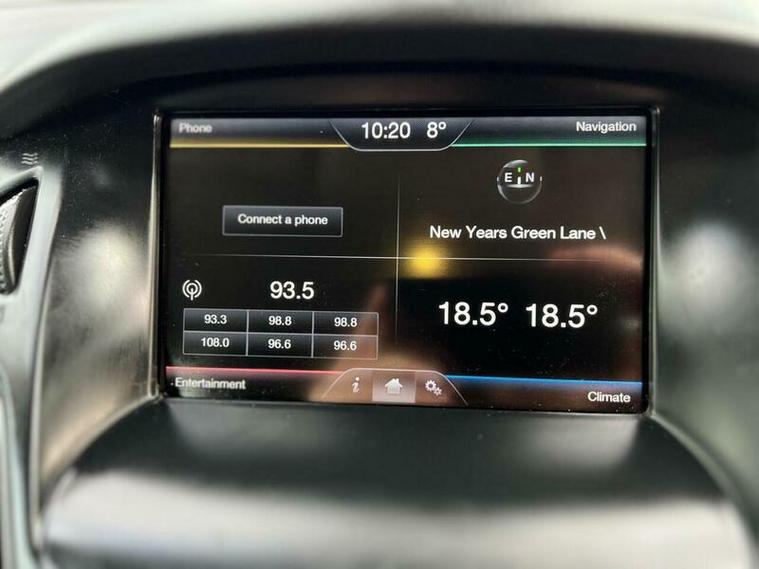 Phone
10:20 8°
Navigation
E N
Connect a phone
New Years Green Lane \
93.5
93.3 98.8 98.8
108.0 96.6 96.6
18.5° 18.5°
Entertainment
i
Climate